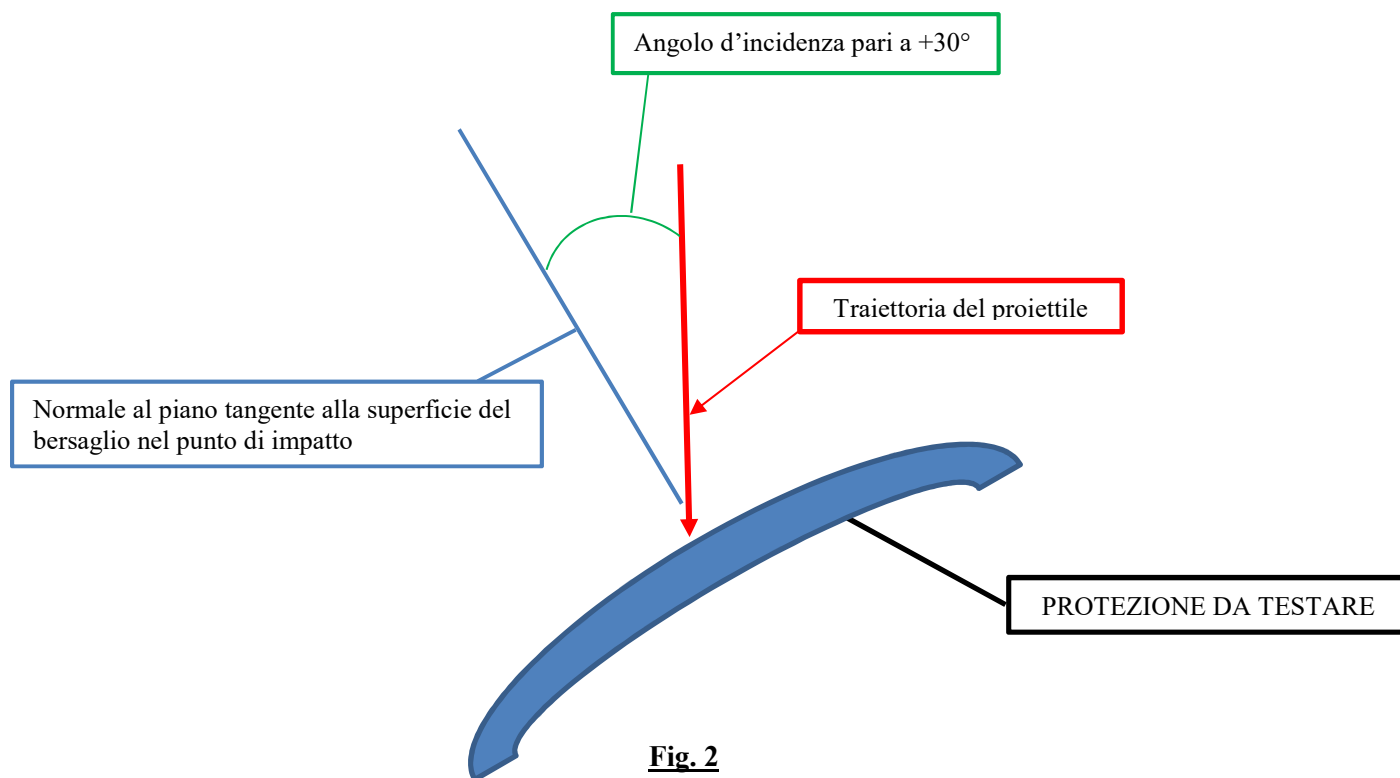 Angolo d’incidenza pari a +30°
Traiettoria del proiettile
Normale al piano tangente alla superficie del
bersaglio nel punto di impatto
PROTEZIONE DA TESTARE
Fig. 2